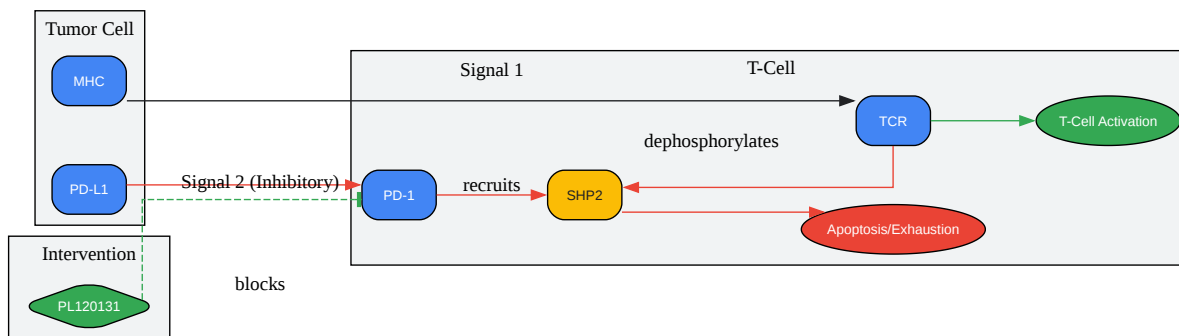 Tumor Cell
MHC
Signal 1
T-Cell
TCR
T-Cell Activation
dephosphorylates
PD-L1
Signal 2 (Inhibitory)
PD-1
recruits
SHP2
Apoptosis/Exhaustion
Intervention
blocks
PL120131